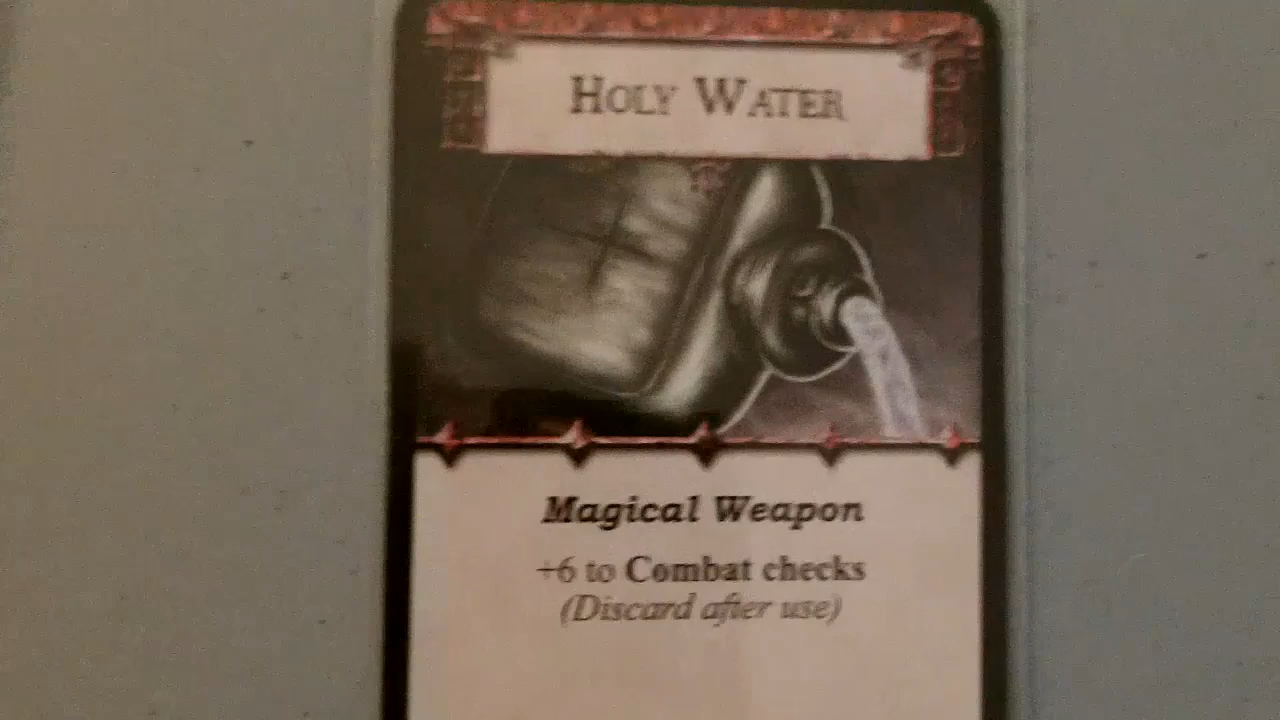 HOLY WATER
Magical Weapon
+6 to Combat checks
(Discard after use)